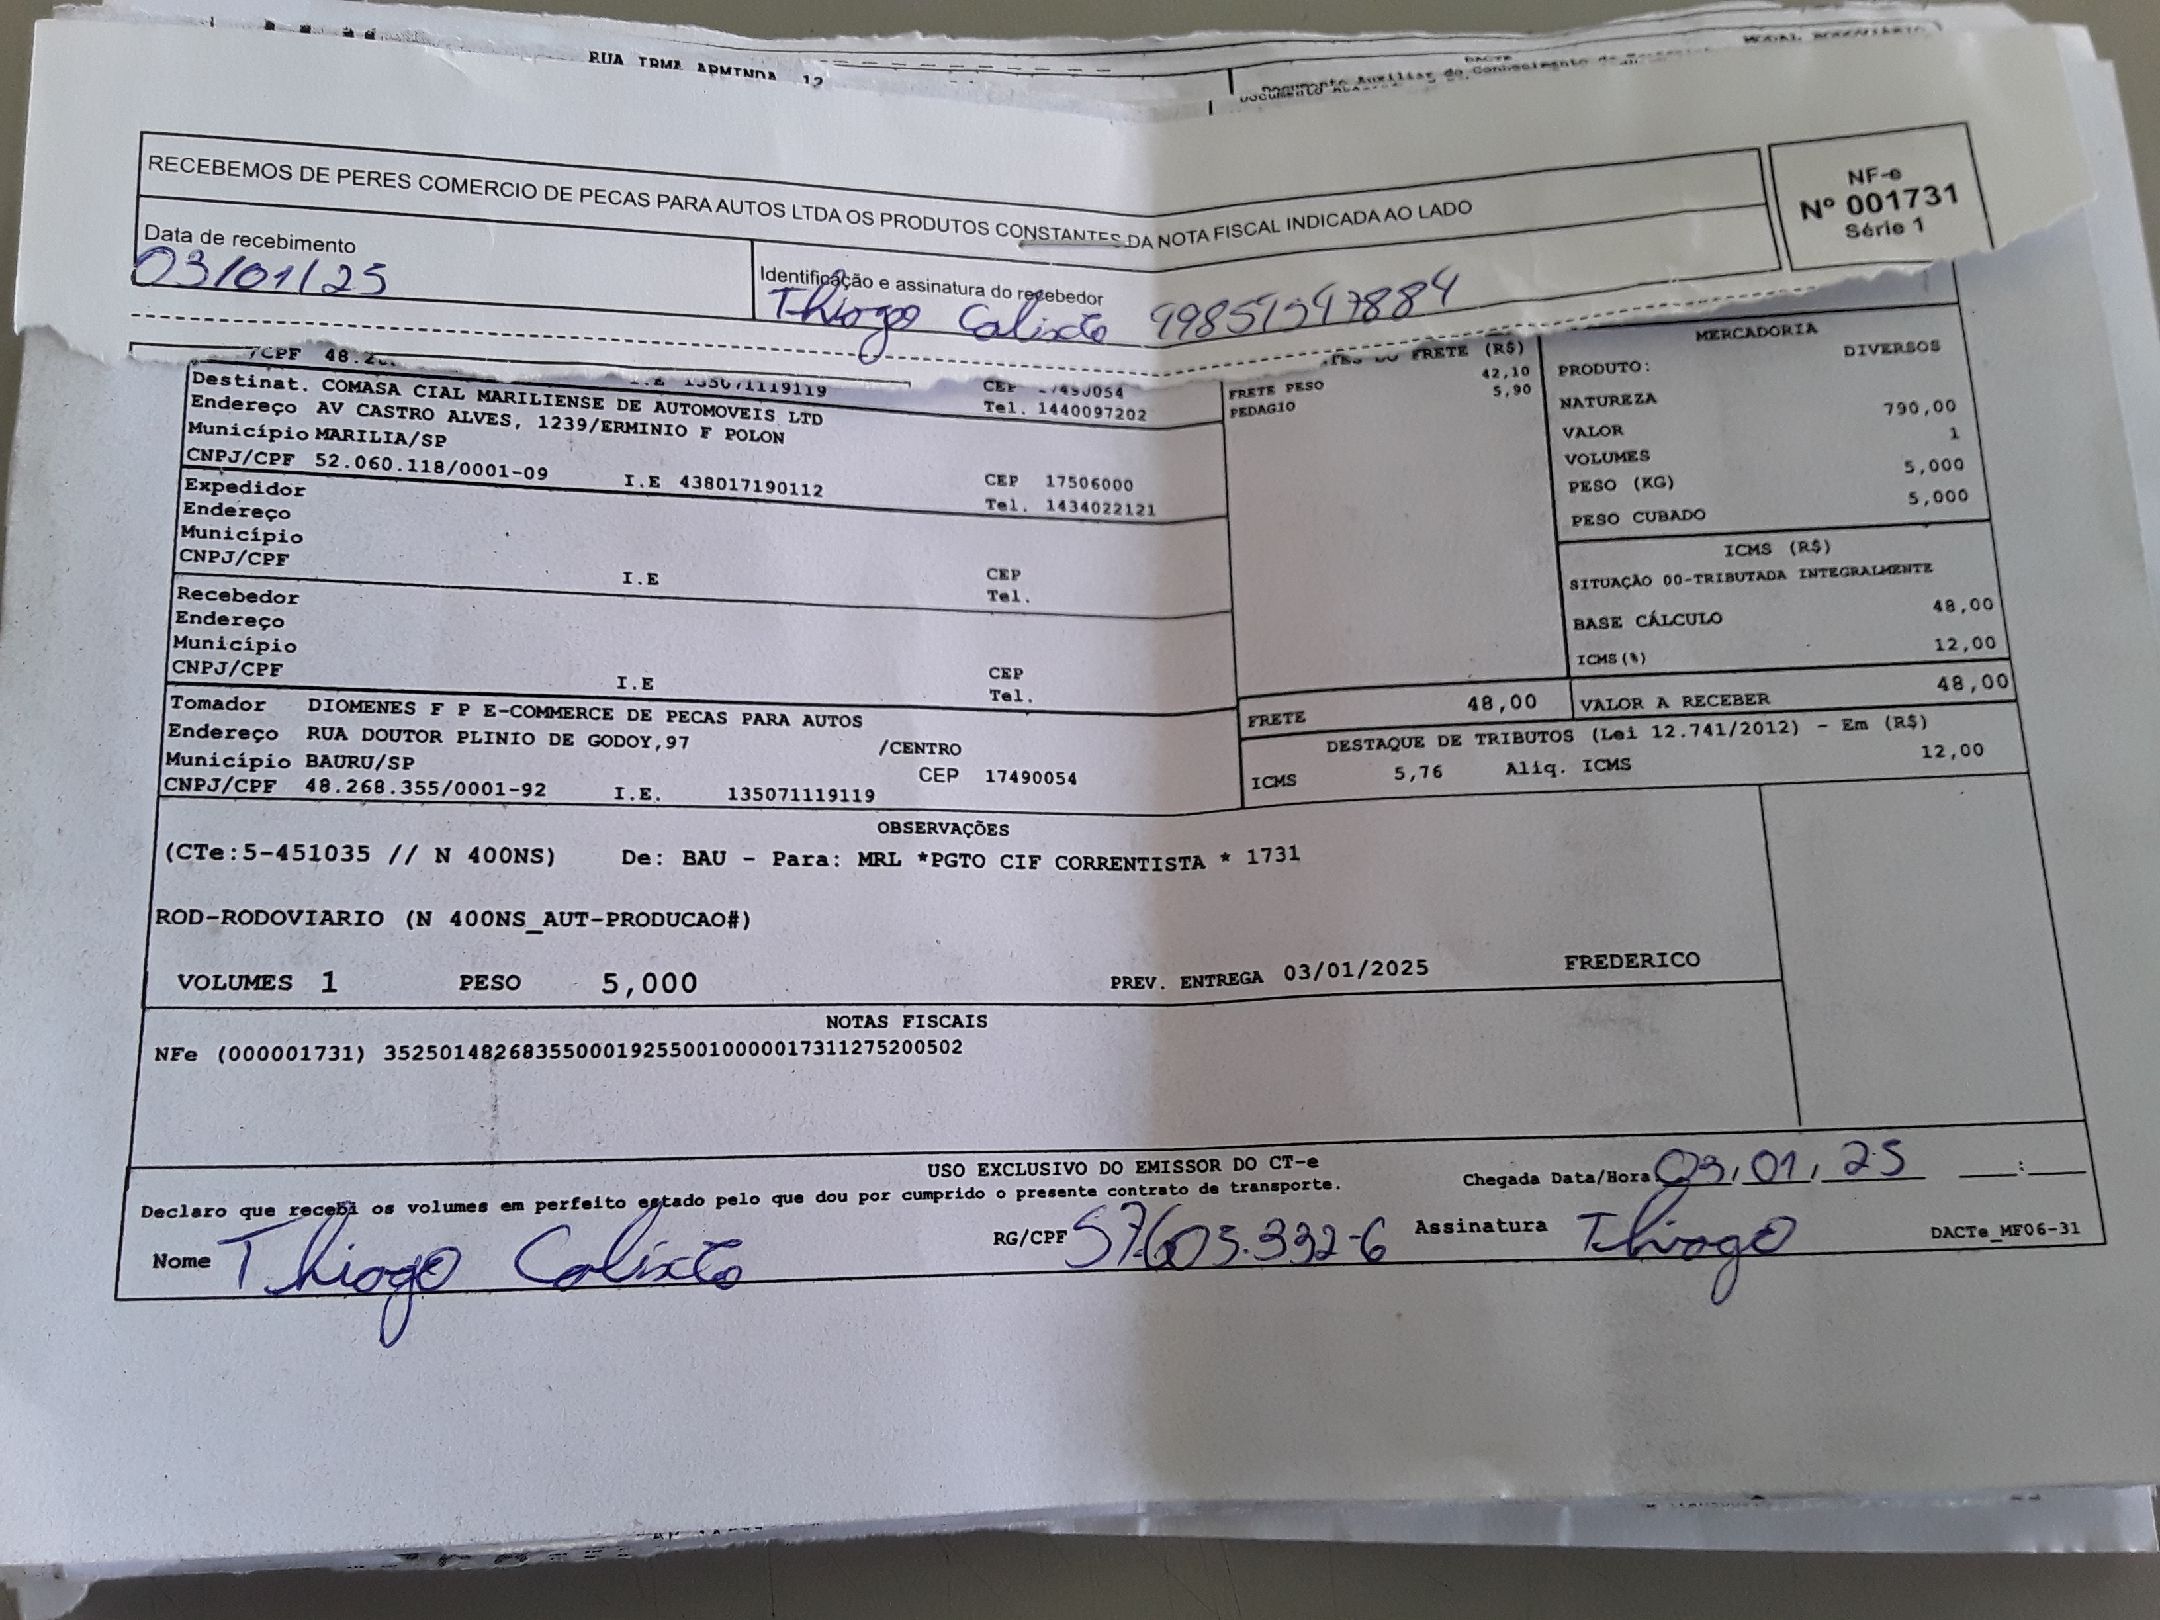 RUA IRMA ARMINDA 12
RECEBEMOS DE PERES COMERCIO DE PECAS PARA AUTOS LTDA OS PRODUTOS CONSTANTES DA NOTA FISCAL INDICADA AO LADO
NF-e
Nº 001731
Série 1
Data de recebimento
03/01/25
Identificação e assinatura do recebedor
Thiogo Calixto
/CPF 48.2
I.E 135071119119
CEP 17490054
Destinat. COMASA CIAL MARILIENSE DE AUTOMOVEIS LTD
Tel. 1440097202
Endereço AV CASTRO ALVES, 1239/ERMINIO F POLON
Município MARILIA/SP
CNPJ/CPF 52.060.118/0001-09 I.E 438017190112
CEP 17506000
Tel. 1434022121
Expedidor
Endereço
Município
CNPJ/CPF I.E
CEP
Tel.
Recebedor
Endereço
Município
CNPJ/CPF I.E
CEP
Tel.
Tomador DIOMENES F P E-COMMERCE DE PECAS PARA AUTOS
Endereço RUA DOUTOR PLINIO DE GODOY,97 /CENTRO
Município BAURU/SP CEP 17490054
CNPJ/CPF 48.268.355/0001-92 I.E. 135071119119
DO FRETE (R$)
FRETE PESO 42,10
PEDAGIO 5,90
MERCADORIA
PRODUTO: DIVERSOS
NATUREZA
VALOR 790,00
VOLUMES 1
PESO (KG) 5,000
PESO CUBADO 5,000
ICMS (R$)
SITUAÇÃO 00-TRIBUTADA INTEGRALMENTE
BASE CÁLCULO 48,00
ICMS(%) 12,00
FRETE 48,00 VALOR A RECEBER 48,00
DESTAQUE DE TRIBUTOS (Lei 12.741/2012) - Em (R$)
ICMS 5,76 Aliq. ICMS 12,00
OBSERVAÇÕES
(CTe:5-451035 // N 400NS) De: BAU - Para: MRL *PGTO CIF CORRENTISTA * 1731
ROD-RODOVIARIO (N 400NS_AUT-PRODUCAO#)
VOLUMES 1 PESO 5,000 PREV. ENTREGA 03/01/2025 FREDERICO
NOTAS FISCAIS
NFe (000001731) 35250148268355000192550010000017311275200502
USO EXCLUSIVO DO EMISSOR DO CT-e
Declaro que recebi os volumes em perfeito estado pelo que dou por cumprido o presente contrato de transporte.
Chegada Data/Hora 03,01,25 :
Nome Thiogo Calixto RG/CPF 57.605.332-6 Assinatura Thiogo
DACTe_MF06-31